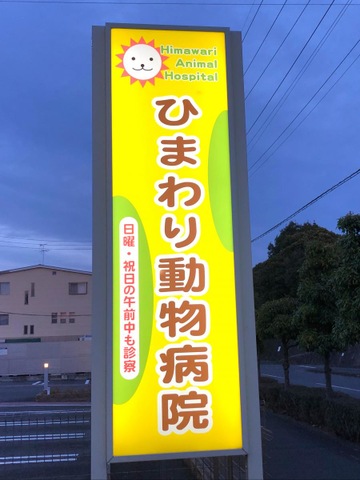 Himawari
Animal
Hospital
ひまわり動物病院
日曜・祝日の午前中も診察